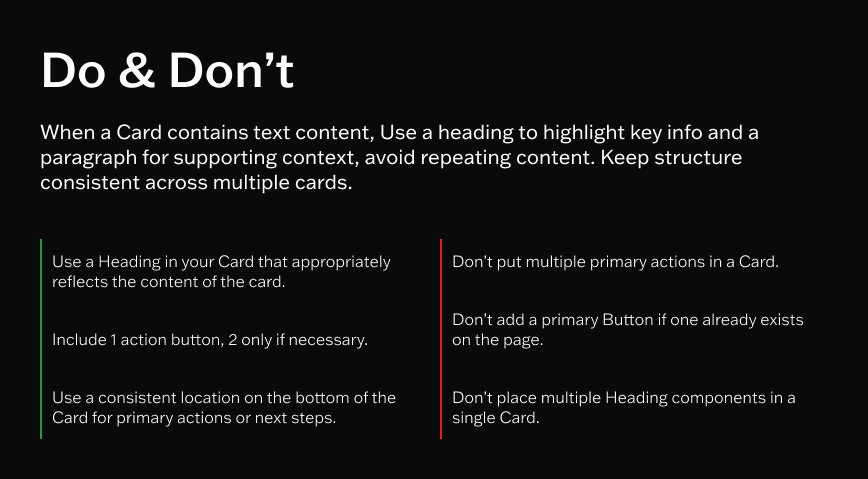 Do & Don’t
When a Card contains text content, Use a heading to highlight key info and a
paragraph for supporting context, avoid repeating content. Keep structure
consistent across multiple cards.
Use a Heading in your Card that appropriately
reflects the content of the card.
Include 1 action button, 2 only if necessary.
Use a consistent location on the bottom of the
Card for primary actions or next steps.
Don’t put multiple primary actions in a Card.
Don’t add a primary Button if one already exists
on the page.
Don’t place multiple Heading components in a
single Card.